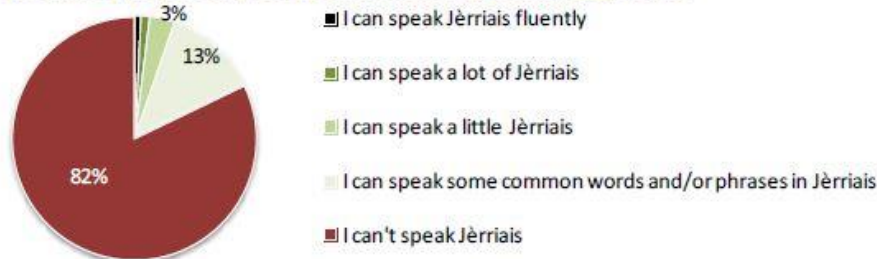 3%
13%
82%
I can speak Jèrriais fluently
I can speak a lot of Jèrriais
I can speak a little Jèrriais
I can speak some common words and/or phrases in Jèrriais
I can't speak Jèrriais